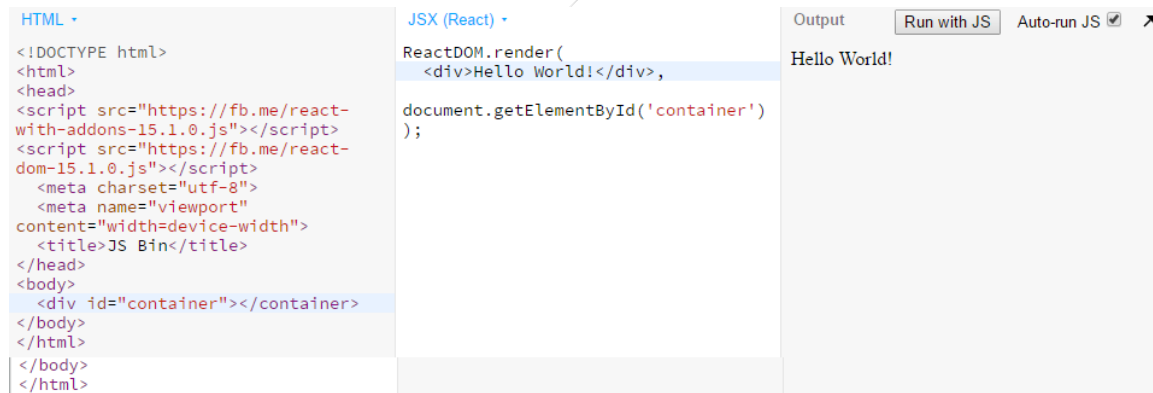 HTML
<!DOCTYPE html>
<html>
<head>
<script src="https://fb.me/react-
with-addons-15.1.0.js"></script>
<script src="https://fb.me/react-
dom-15.1.0.js"></script>
<meta charset="utf-8">
<meta name="viewport"
content="width=device-width">
<title>JS Bin</title>
</head>
<body>
<div id="container"></container>
</body>
</html>
</body>
</html>
JSX (React)
ReactDOM.render(
<div>Hello World!</div>,
document.getElementById('container')
);
Output Run with JS Auto-run JS
Hello World!